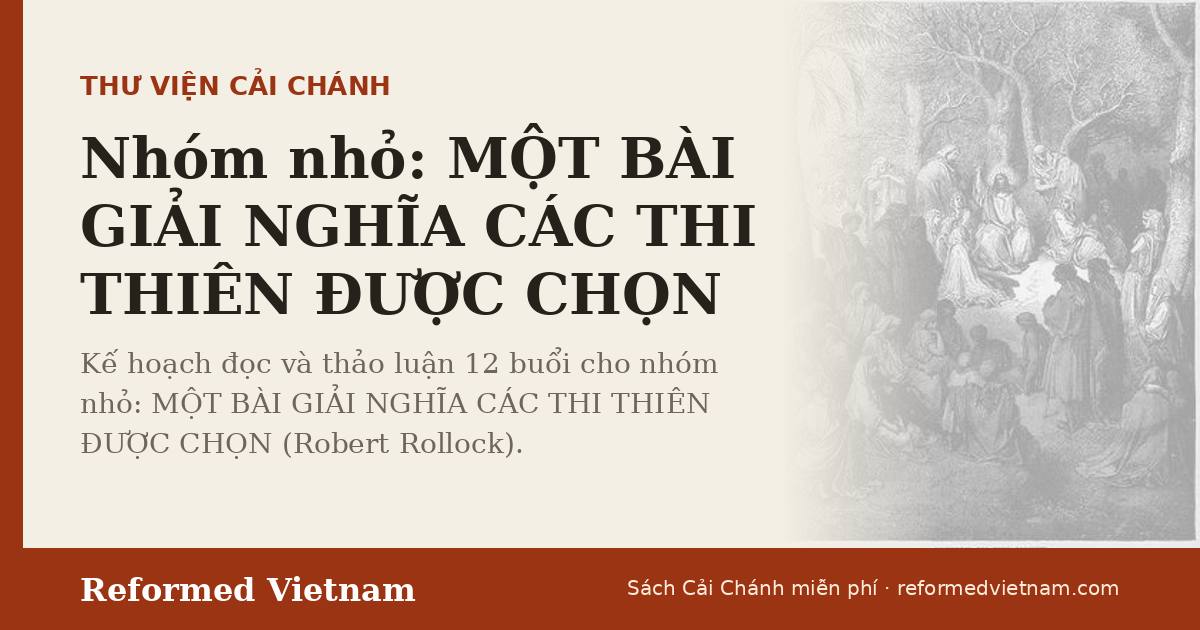 THƯ VIỆN CẢI CHÁNH
Nhóm nhỏ: MỘT BÀI
GIẢI NGHĨA CÁC THI
THIÊN ĐƯỢC CHỌN
Kế hoạch đọc và thảo luận 12 buổi cho nhóm
nhỏ: MỘT BÀI GIẢI NGHĨA CÁC THI THIÊN
ĐƯỢC CHỌN (Robert Rollock).
Reformed Vietnam
Sách Cải Chánh miễn phí · reformedvietnam.com